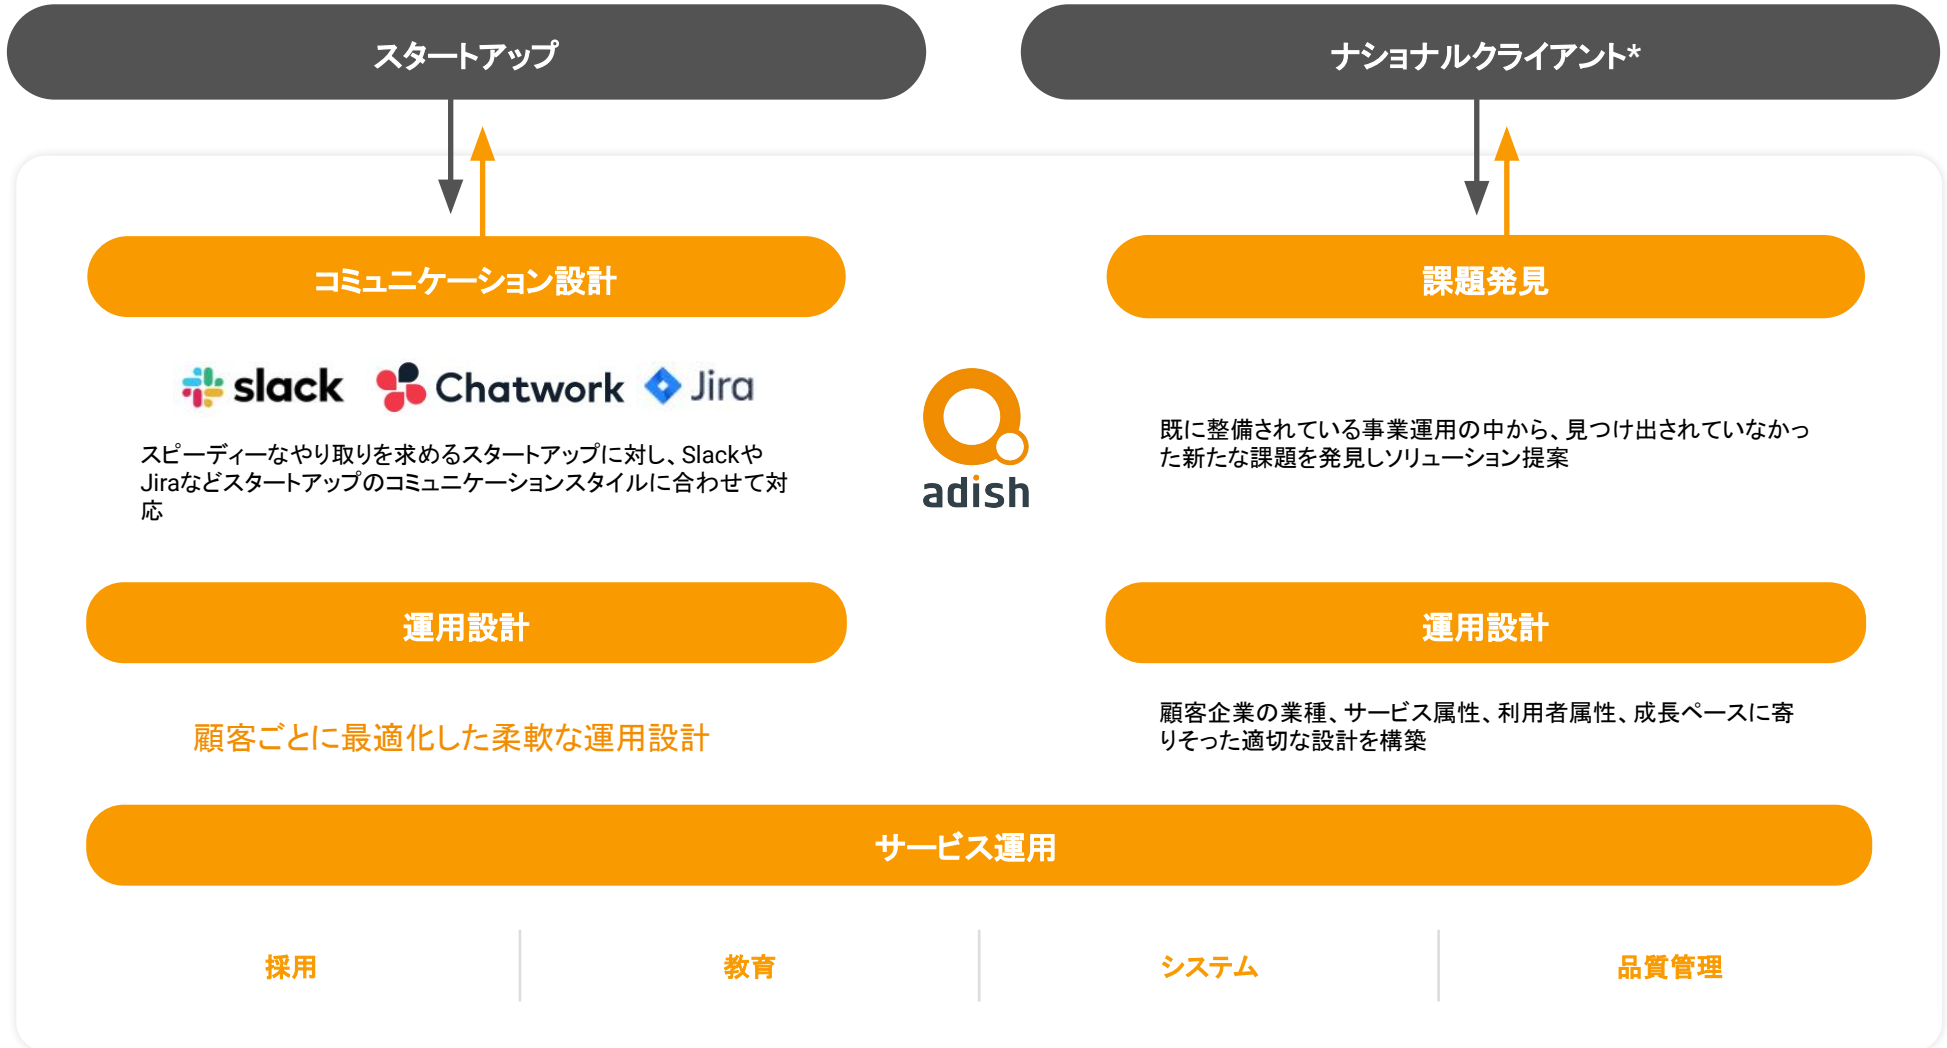 スタートアップ
ナショナルクライアント*
コミュニケーション設計
slack
Chatwork
Jira
スピーディーなやり取りを求めるスタートアップに対し、Slackや
Jiraなどスタートアップのコミュニケーションスタイルに合わせて対
応
adish
課題発見
既に整備されている事業運用の中から、見つけ出されていなかっ
た新たな課題を発見しソリューション提案
運用設計
顧客ごとに最適化した柔軟な運用設計
運用設計
顧客企業の業種、サービス属性、利用者属性、成長ペースに寄
りそった適切な設計を構築
サービス運用
採用
教育
システム
品質管理